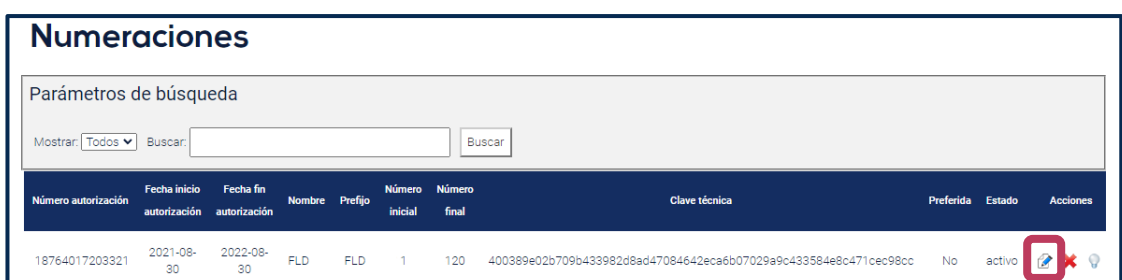 Numeraciones
Parámetros de búsqueda
Mostrar: Todos Buscar: Buscar
Número autorización Fecha inicio autorización Fecha fin autorización Nombre Prefijo Número inicial Número final Clave técnica Preferida Estado Acciones
18764017203321 2021-08-30 2022-08-30 FLD FLD 1 120 400389e02b709b433982d8ad47084642eca6b07029a9c433584e8c471cec98cc No activo